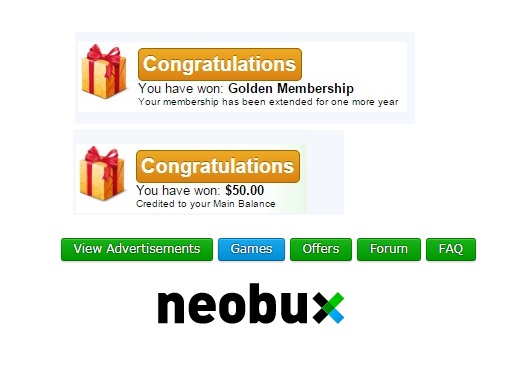 Congratulations
You have won: Golden Membership
Your membership has been extended for one more year
Congratulations
You have won: $50.00
Credited to your Main Balance
View Advertisements Games Offers Forum FAQ
neobux